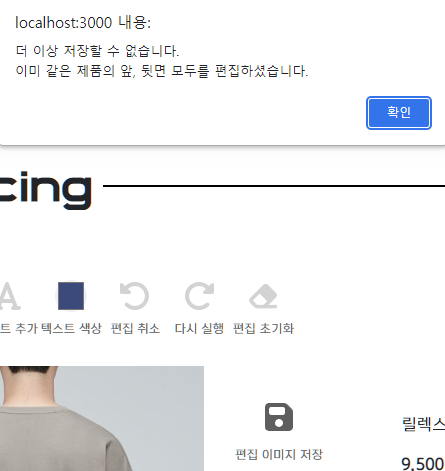 localhost:3000 내용:
더 이상 저장할 수 없습니다.
이미 같은 제품의 앞, 뒷면 모두를 편집하셨습니다.
확인
cing
트 추가 텍스트 색상 편집 취소 다시 실행 편집 초기화
편집 이미지 저장
릴렉스
9,500